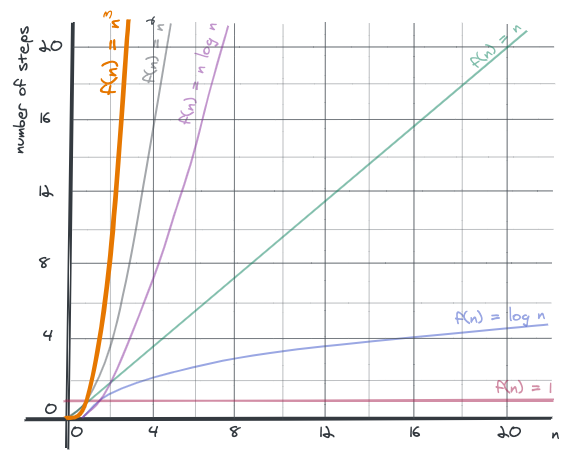 number of steps
20
16
12
8
4
0
f(n) = n³
f(n) = n²
f(n) = n log n
f(n) = n
f(n) = log n
f(n) = 1
0
4
8
12
16
20
n